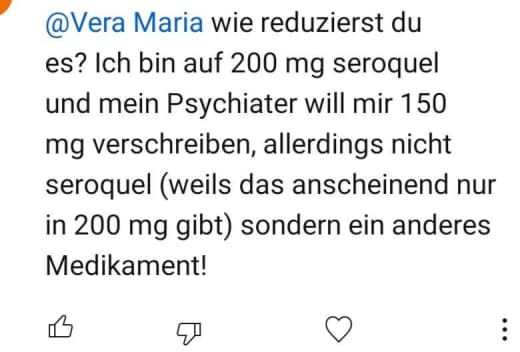 @Vera Maria wie reduzierst du
es? Ich bin auf 200 mg seroquel
und mein Psychiater will mir 150
mg verschreiben, allerdings nicht
seroquel (weils das anscheinend nur
in 200 mg gibt) sondern ein anderes
Medikament!